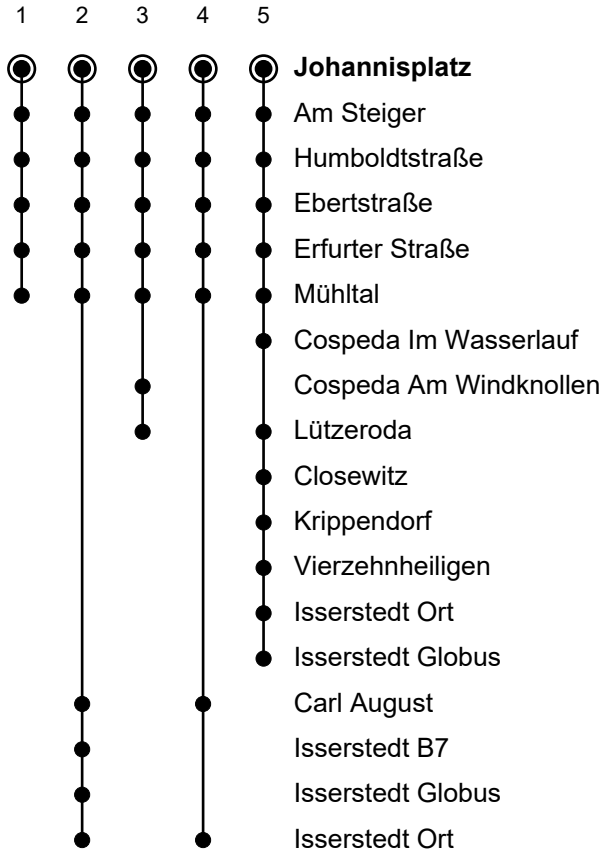 1 2 3 4 5
Johannisplatz
Am Steiger
Humboldtstraße
Ebertstraße
Erfurter Straße
Mühltal
Cospeda Im Wasserlauf
Cospeda Am Windknollen
Lützeroda
Closewitz
Krippendorf
Vierzehnheiligen
Isserstedt Ort
Isserstedt Globus
Carl August
Isserstedt B7
Isserstedt Globus
Isserstedt Ort